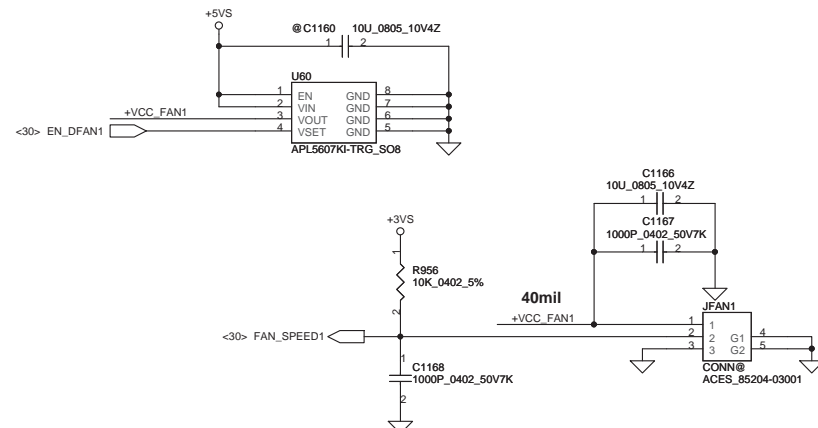 +5VS
@C1160 10U_0805_10V4Z
1 2
U60
1 EN GND 8
2 VIN GND 7
+VCC_FAN1 3 VOUT GND 6
<30> EN_DFAN1 4 VSET GND 5
APL5607KI-TRG_SO8
C1166
10U_0805_10V4Z
1 2
C1167
1000P_0402_50V7K
1 2
+3VS
1
R956
10K_0402_5%
2
40mil
+VCC_FAN1
JFAN1
1 1
<30> FAN_SPEED1
2 2 G1 4
3 3 G2 5
CONN@
ACES_85204-03001
1
C1168
1000P_0402_50V7K
2